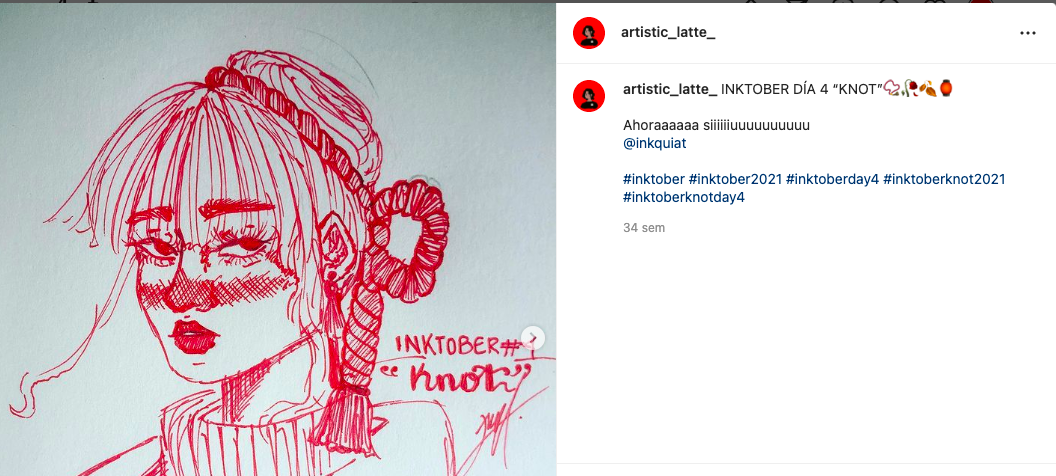 artistic_latte_
artistic_latte_ INKTOBER DÍA 4 “KNOT”
Ahoraaaaaa siiiiiiuuuuuuuuuu
@inkquiat
#inktober #inktober2021 #inktoberday4 #inktoberknot2021
#inktoberknotday4
34 sem
INKTOBER #4
“Knot”